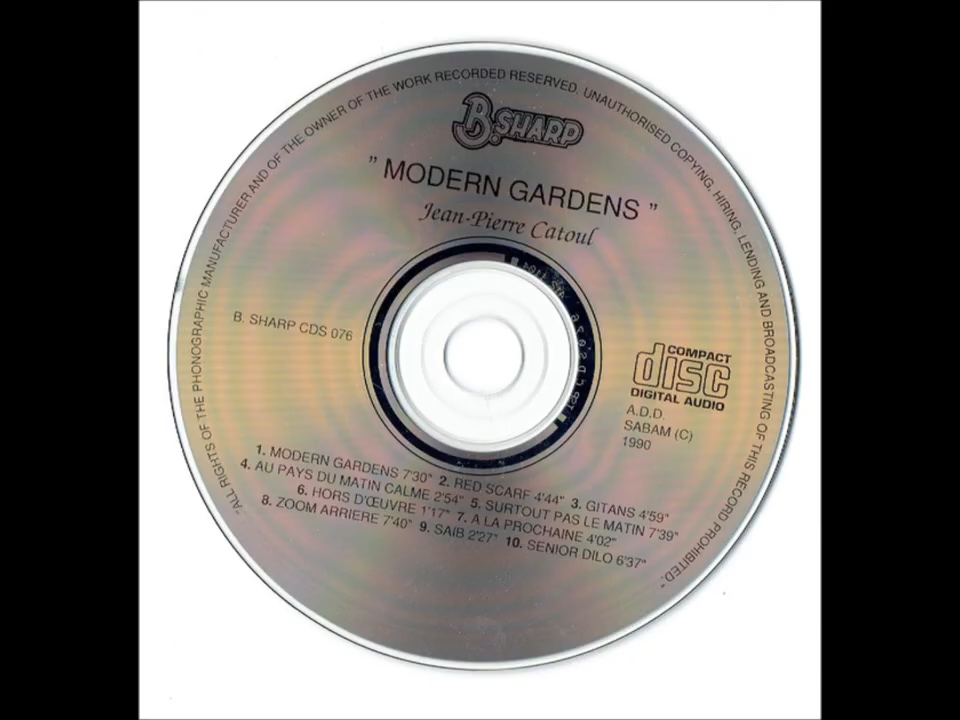 "ALL RIGHTS OF THE PHONOGRAPHIC MANUFACTURER AND OF THE OWNER OF THE WORK RECORDED RESERVED. UNAUTHORISED COPYING, HIRING, LENDING AND BROADCASTING OF THIS RECORD PROHIBITED."
B.SHARP
" MODERN GARDENS "
Jean-Pierre Catoul
B. SHARP CDS 076
COMPACT
disc
DIGITAL AUDIO
A.D.D.
SABAM (C)
1990
1. MODERN GARDENS 7'30" 2. RED SCARF 4'44" 3. GITANS 4'59"
4. AU PAYS DU MATIN CALME 2'54" 5. SURTOUT PAS LE MATIN 7'39"
6. HORS D'ŒUVRE 1'17" 7. A LA PROCHAINE 4'02"
8. ZOOM ARRIERE 7'40" 9. SAIB 2'27" 10. SENIOR DILO 6'37"